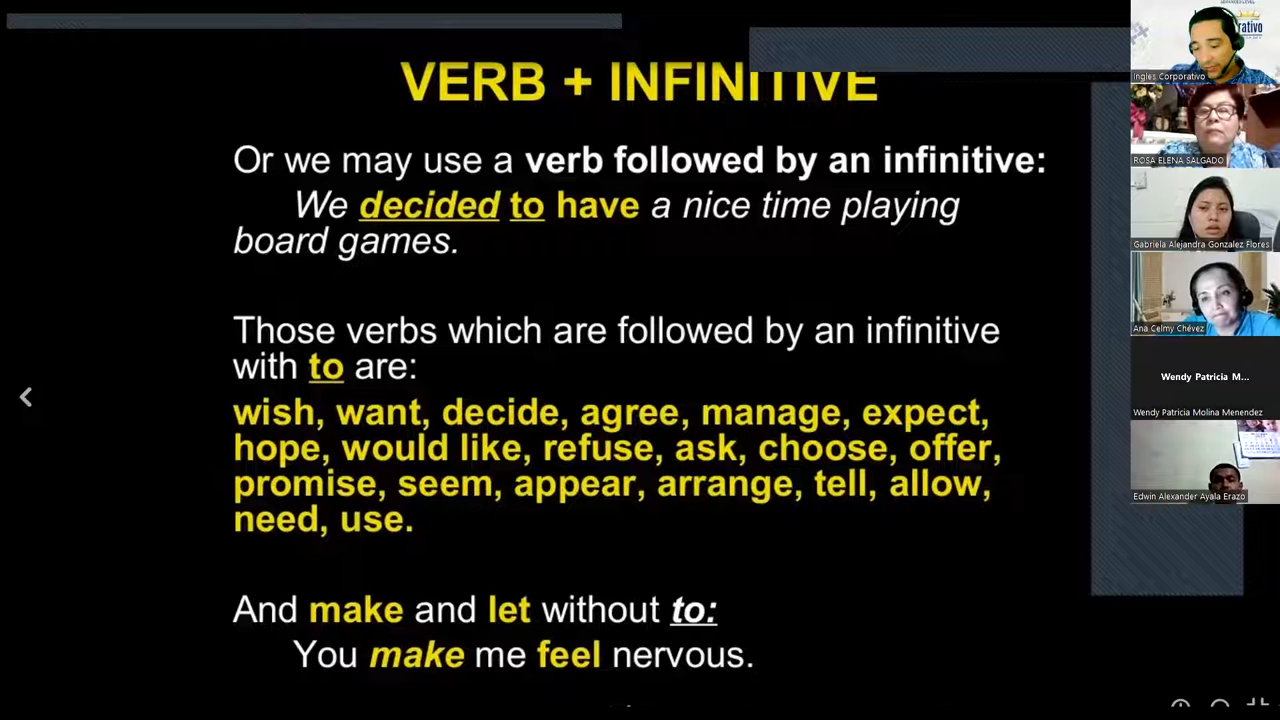 VERB + INFINITIVE
Or we may use a verb followed by an infinitive:
We decided to have a nice time playing
board games.
Those verbs which are followed by an infinitive
with to are:
wish, want, decide, agree, manage, expect,
hope, would like, refuse, ask, choose, offer,
promise, seem, appear, arrange, tell, allow,
need, use.
And make and let without to:
You make me feel nervous.
rativo
Ingles Corporativo
ROSA ELENA SALGADO
Gabriela Alejandra Gonzalez Flores
Ana Celmy Chévez
Wendy Patricia M...
Wendy Patricia Molina Menendez
Edwin Alexander Ayala Erazo